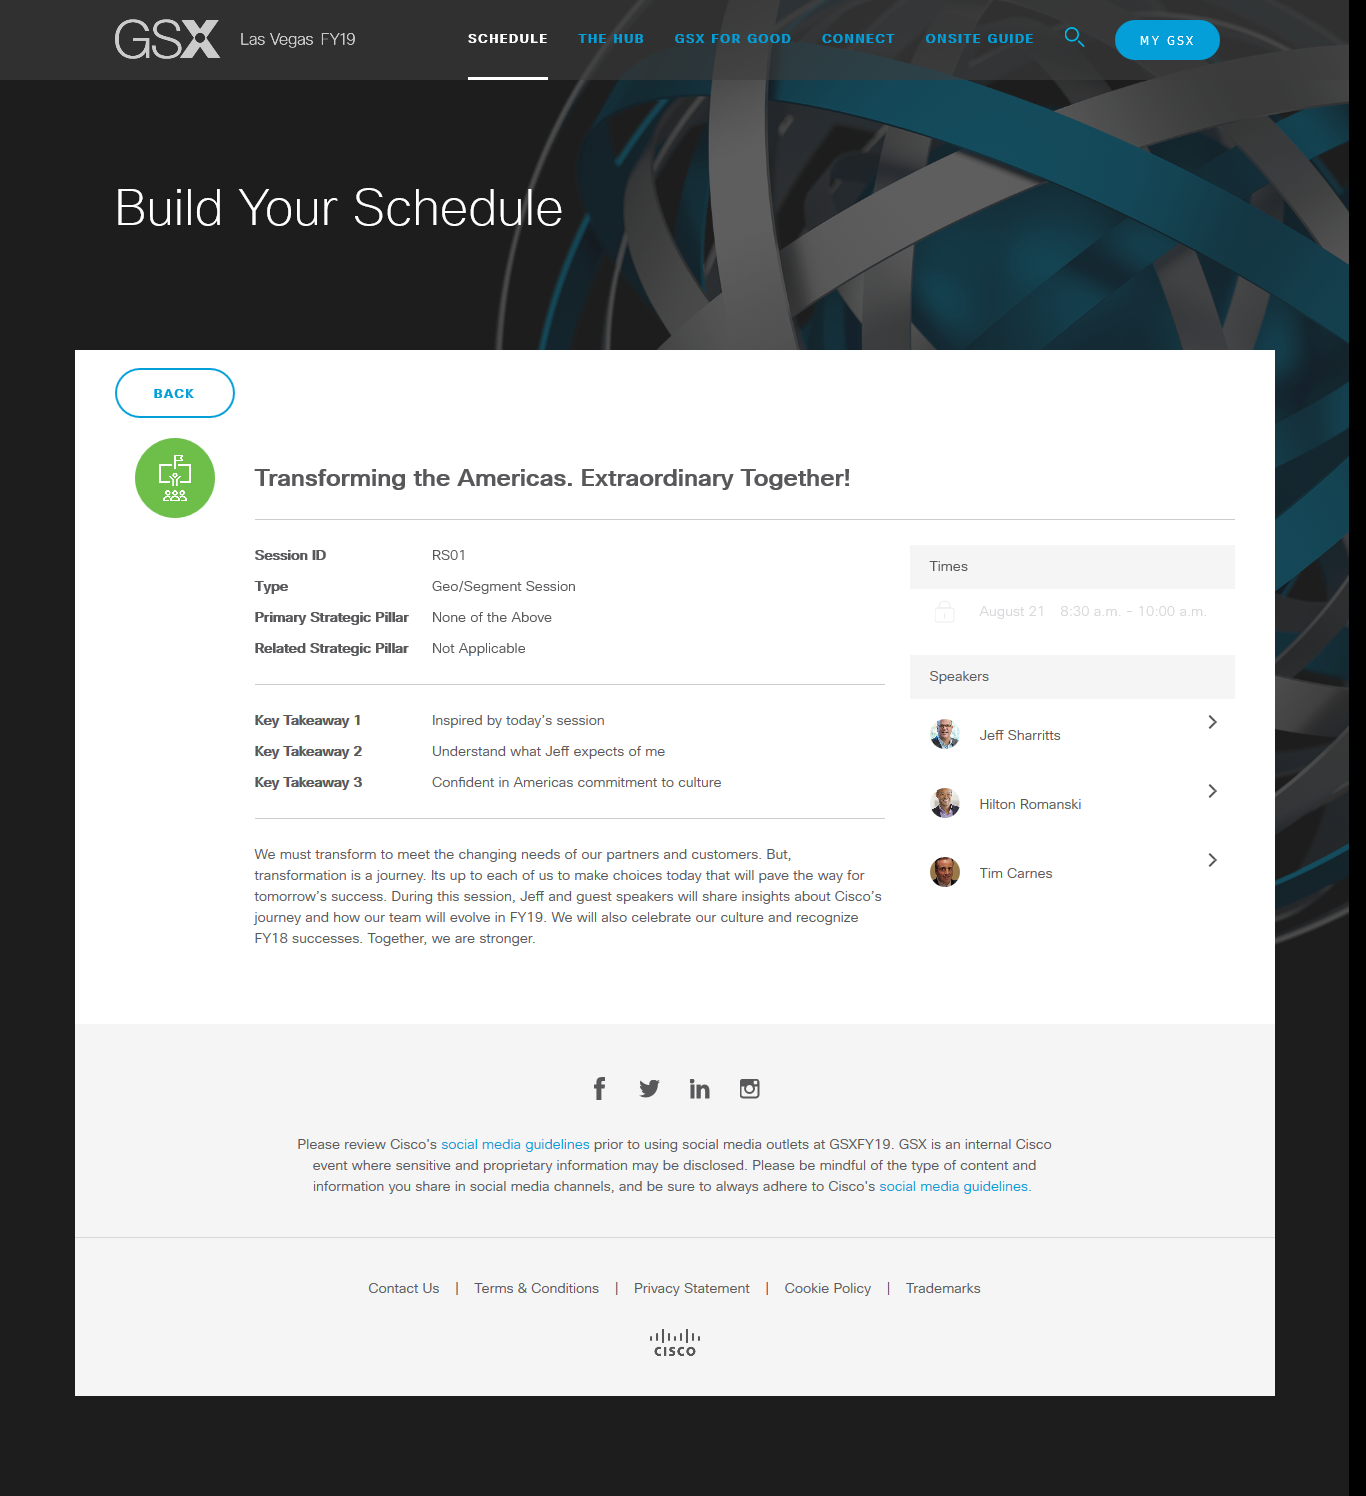 GSX Las Vegas FY19 SCHEDULE THE HUB GSX FOR GOOD CONNECT ONSITE GUIDE MY GSX
Build Your Schedule
BACK
Transforming the Americas. Extraordinary Together!
Session ID RS01
Type Geo/Segment Session
Primary Strategic Pillar None of the Above
Related Strategic Pillar Not Applicable
Key Takeaway 1 Inspired by today's session
Key Takeaway 2 Understand what Jeff expects of me
Key Takeaway 3 Confident in Americas commitment to culture
We must transform to meet the changing needs of our partners and customers. But,
transformation is a journey. Its up to each of us to make choices today that will pave the way for
tomorrow's success. During this session, Jeff and guest speakers will share insights about Cisco's
journey and how our team will evolve in FY19. We will also celebrate our culture and recognize
FY18 successes. Together, we are stronger.
Times
August 21 8:30 a.m. - 10:00 a.m.
Speakers
Jeff Sharritts
Hilton Romanski
Tim Carnes
Please review Cisco's social media guidelines prior to using social media outlets at GSXFY19. GSX is an internal Cisco
event where sensitive and proprietary information may be disclosed. Please be mindful of the type of content and
information you share in social media channels, and be sure to always adhere to Cisco's social media guidelines.
Contact Us | Terms & Conditions | Privacy Statement | Cookie Policy | Trademarks
CISCO